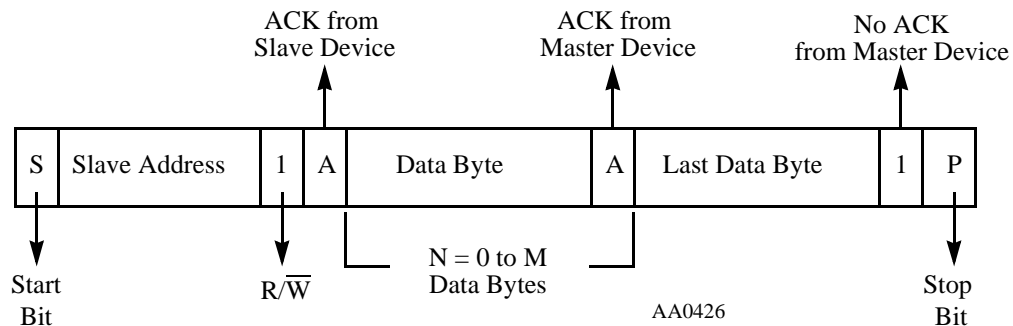 ACK from
Slave Device
ACK from
Master Device
No ACK
from Master Device
S Slave Address 1 A Data Byte A Last Data Byte 1 P
Start
Bit
R/W̅
N = 0 to M
Data Bytes
Stop
Bit
AA0426